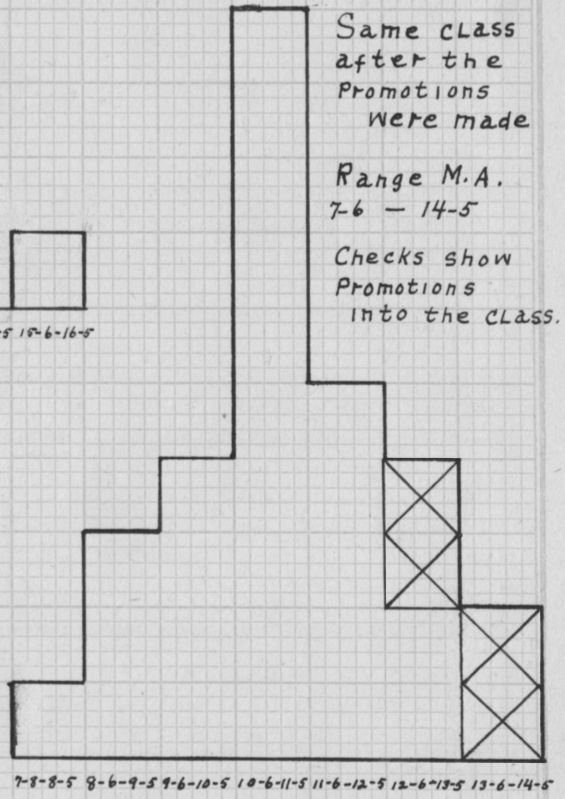 Same class
after the
Promotions
were made
Range M.A.
7-6 — 14-5
Checks show
Promotions
into the class.
-5 15-6-16-5
7-8-8-5 8-6-9-5 9-6-10-5 10-6-11-5 11-6-12-5 12-6-13-5 13-6-14-5